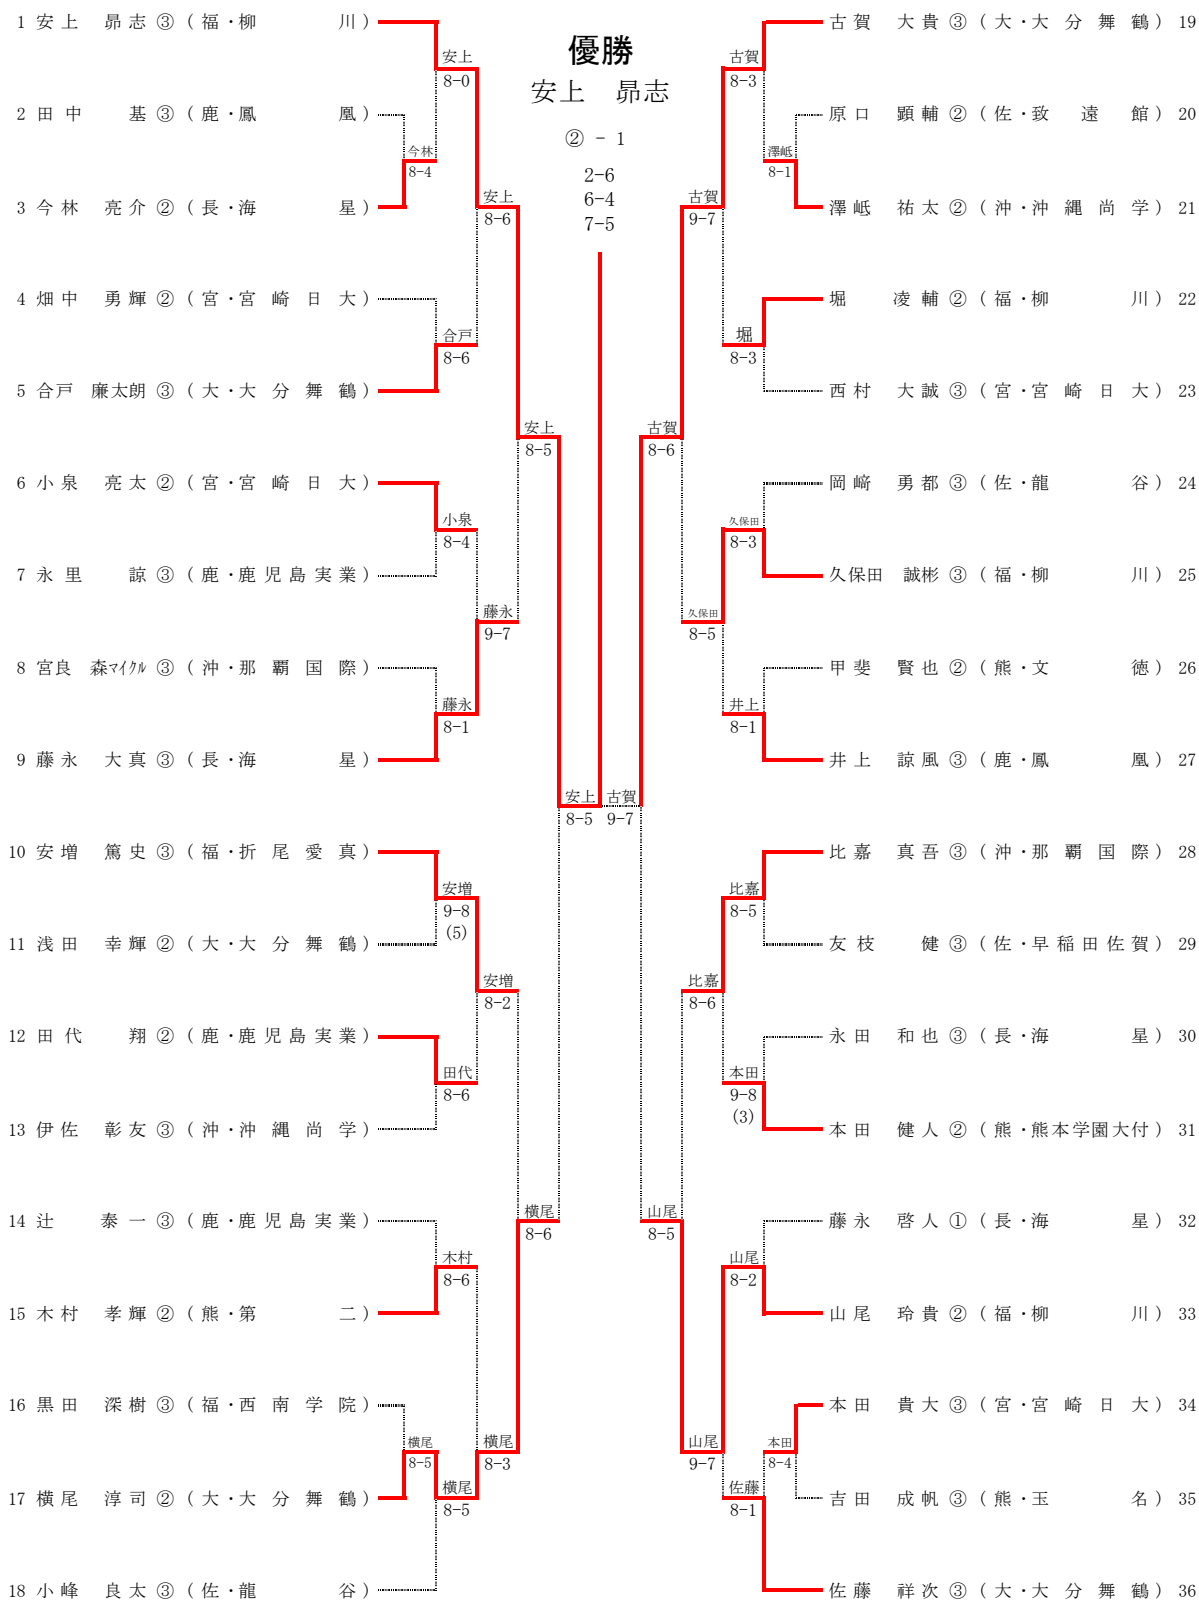 優勝
安上 昴志
② - 1
2-6
6-4
7-5
1 安上 昴志 ③ (福・柳川)
2 田中 基 ③ (鹿・鳳凰)
3 今林 亮介 ② (長・海星)
4 畑中 勇輝 ② (宮・宮崎日大)
5 合戸 廉太朗 ③ (大・大分舞鶴)
6 小泉 亮太 ② (宮・宮崎日大)
7 永里 諒 ③ (鹿・鹿児島実業)
8 宮良 森マイクル ③ (沖・那覇国際)
9 藤永 大真 ③ (長・海星)
10 安増 篤史 ③ (福・折尾愛真)
11 浅田 幸輝 ② (大・大分舞鶴)
12 田代 翔 ② (鹿・鹿児島実業)
13 伊佐 彰友 ③ (沖・沖縄尚学)
14 辻 泰一 ③ (鹿・鹿児島実業)
15 木村 孝輝 ② (熊・第二)
16 黒田 深樹 ③ (福・西南学院)
17 横尾 淳司 ② (大・大分舞鶴)
18 小峰 良太 ③ (佐・龍谷)
安上
8-0
今林
8-4
安上
8-6
合戸
8-6
安上
8-5
小泉
8-4
藤永
9-7
藤永
8-1
安上
8-5
安増
9-8
(5)
安増
8-2
田代
8-6
横尾
8-6
木村
8-6
横尾
8-5
横尾
8-3
横尾
8-5
古賀
8-3
澤岻
8-1
古賀
9-7
堀
8-3
古賀
8-6
久保田
8-3
久保田
8-5
井上
8-1
古賀
9-7
比嘉
8-5
比嘉
8-6
本田
9-8
(3)
山尾
8-5
山尾
8-2
山尾
9-7
本田
8-4
佐藤
8-1
古賀 大貴 ③ (大・大分舞鶴) 19
原口 顕輔 ② (佐・致遠館) 20
澤岻 祐太 ② (沖・沖縄尚学) 21
堀 凌輔 ② (福・柳川) 22
西村 大誠 ③ (宮・宮崎日大) 23
岡﨑 勇都 ③ (佐・龍谷) 24
久保田 誠彬 ③ (福・柳川) 25
甲斐 賢也 ② (熊・文徳) 26
井上 諒風 ③ (鹿・鳳凰) 27
比嘉 真吾 ③ (沖・那覇国際) 28
友枝 健 ③ (佐・早稲田佐賀) 29
永田 和也 ③ (長・海星) 30
本田 健人 ② (熊・熊本学園大付) 31
藤永 啓人 ① (長・海星) 32
山尾 玲貴 ② (福・柳川) 33
本田 貴大 ③ (宮・宮崎日大) 34
吉田 成帆 ③ (熊・玉名) 35
佐藤 祥次 ③ (大・大分舞鶴) 36